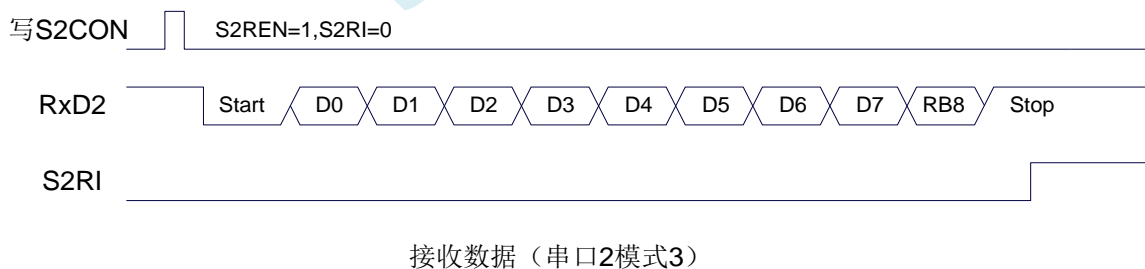 写S2CON S2REN=1,S2RI=0
RxD2 Start D0 D1 D2 D3 D4 D5 D6 D7 RB8 Stop
S2RI
接收数据（串口2模式3）